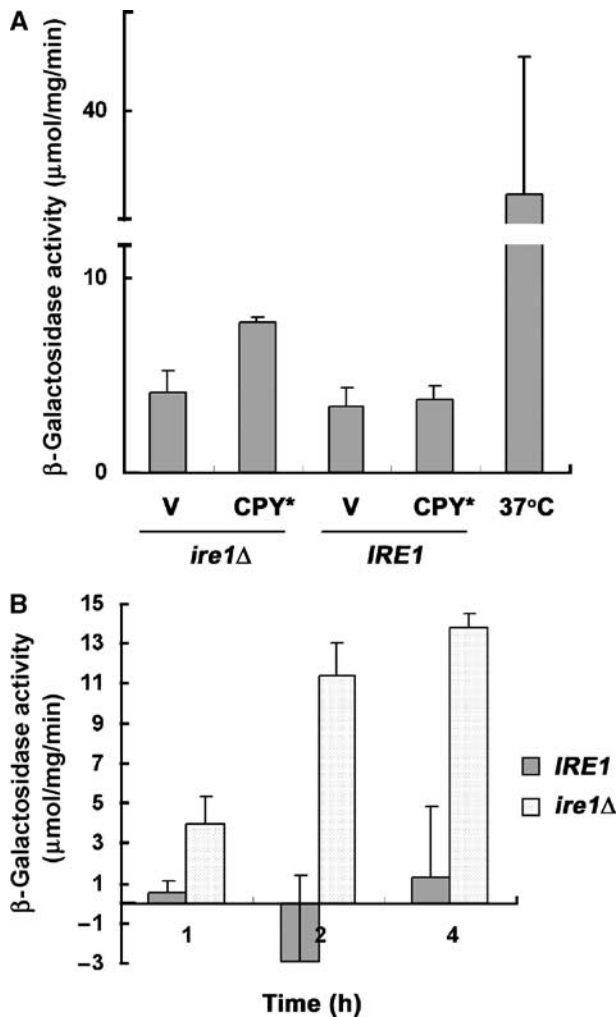 A
β-Galactosidase activity (μmol/mg/min)
40
10
0
V CPY* V CPY* 37°C
ire1Δ IRE1
B
β-Galactosidase activity
(μmol/mg/min)
15
13
11
9
7
5
3
1
−1
−3
1 2 4
Time (h)
IRE1
ire1Δ